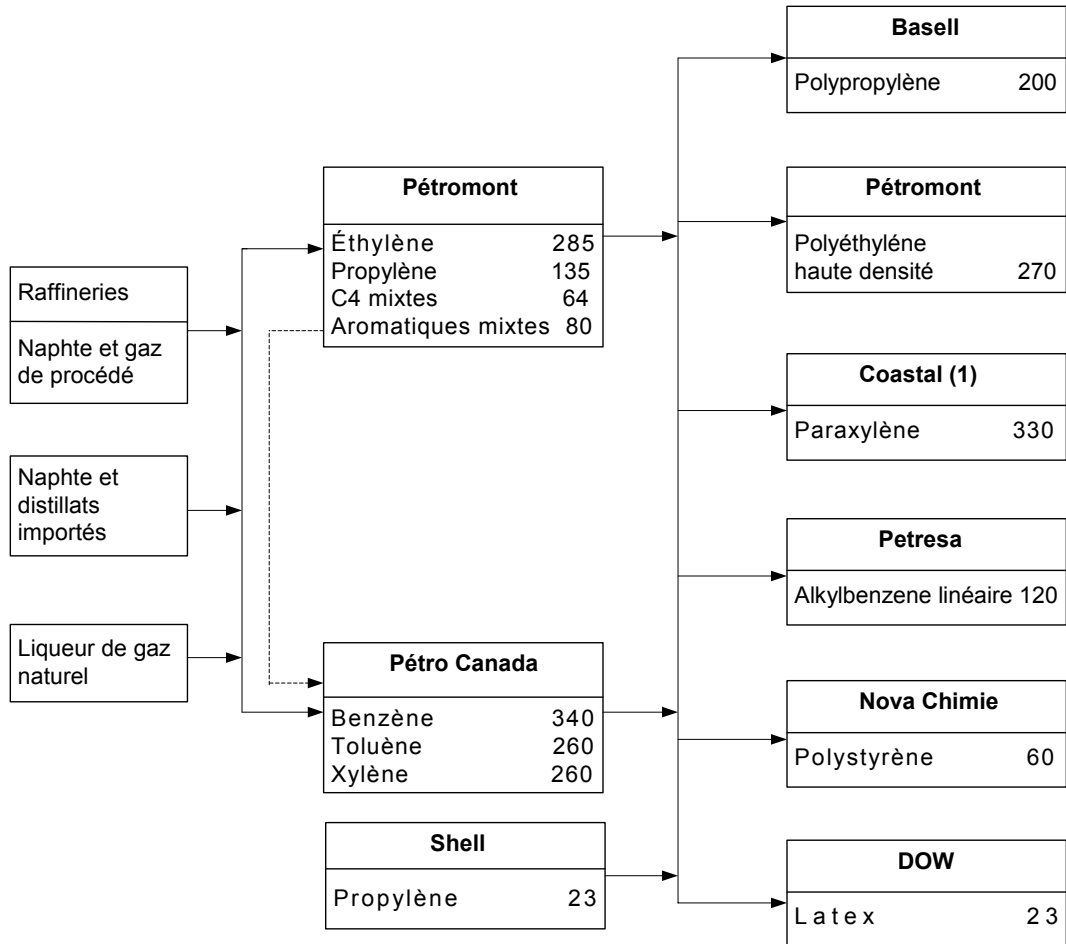 Raffineries
Naphte et gaz
de procédé
Naphte et
distillats
importés
Liqueur de gaz
naturel
Pétromont
Éthylène 285
Propylène 135
C4 mixtes 64
Aromatiques mixtes 80
Pétro Canada
Benzène 340
Toluène 260
Xylène 260
Shell
Propylène 23
Basell
Polypropylène 200
Pétromont
Polyéthyléne
haute densité 270
Coastal (1)
Paraxylène 330
Petresa
Alkylbenzene linéaire 120
Nova Chimie
Polystyrène 60
DOW
Latex 23